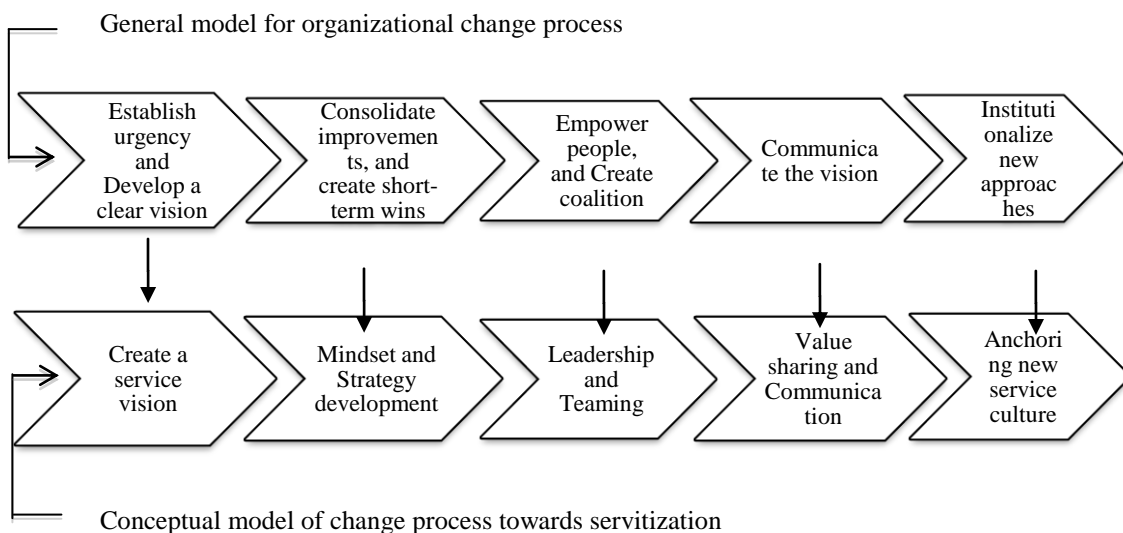 General model for organizational change process
Establish
urgency
and
Develop a
clear vision
Consolidate
improvemen
ts, and
create short-
term wins
Empower
people,
and Create
coalition
Communica
te the vision
Instituti
onalize
new
approac
hes
Create a
service
vision
Mindset and
Strategy
development
Leadership
and
Teaming
Value
sharing and
Communica
tion
Anchori
ng new
service
culture
Conceptual model of change process towards servitization